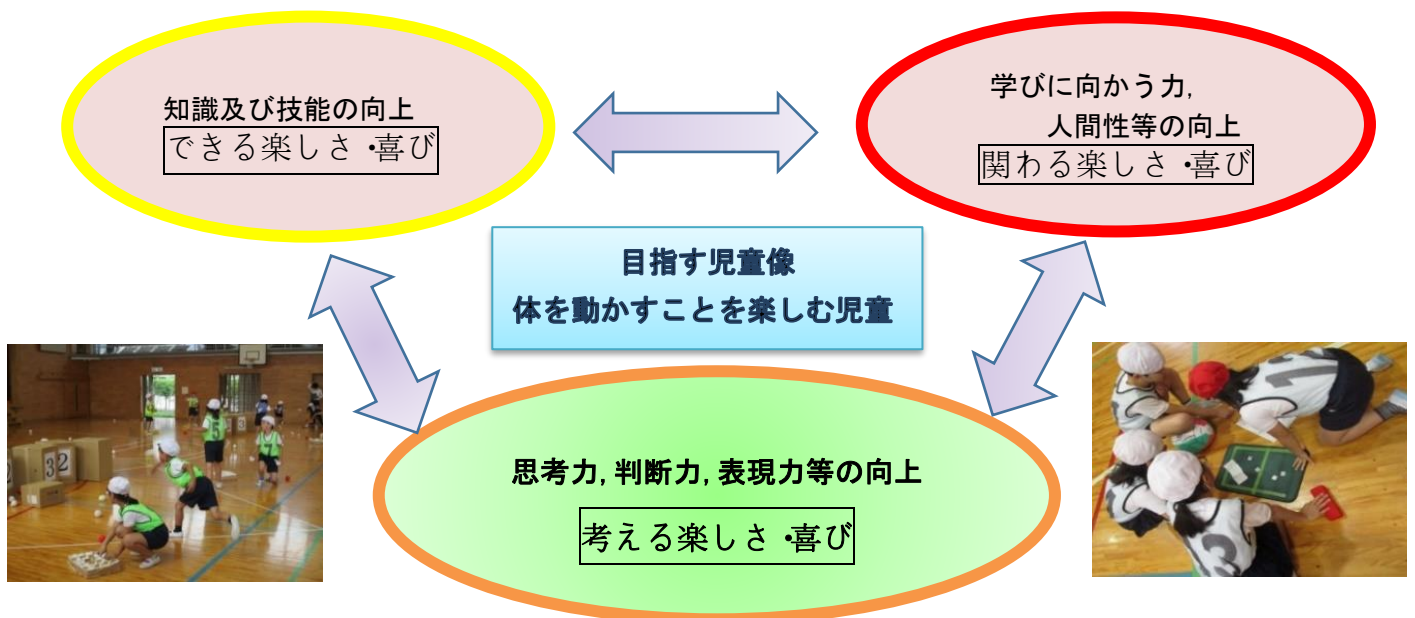 知識及び技能の向上
できる楽しさ・喜び
学びに向かう力,
人間性等の向上
関わる楽しさ・喜び
目指す児童像
体を動かすことを楽しむ児童
思考力,判断力,表現力等の向上
考える楽しさ・喜び
32
5